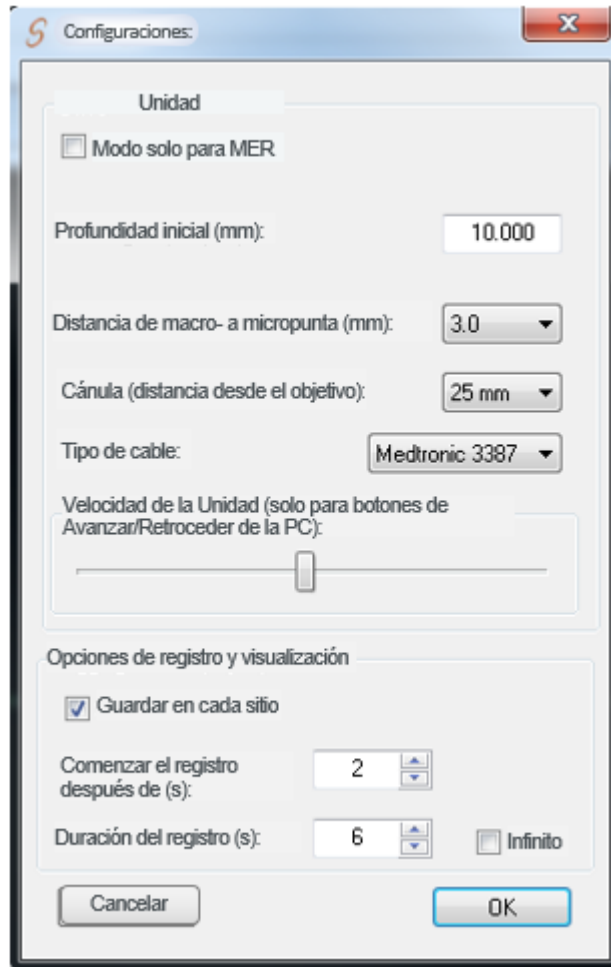 S Configuraciones:
Unidad
Modo solo para MER
Profundidad inicial (mm): 10.000
Distancia de macro- a micropunta (mm): 3.0
Cánula (distancia desde el objetivo): 25 mm
Tipo de cable: Medtronic 3387
Velocidad de la Unidad (solo para botones de
Avanzar/Retroceder de la PC):
Opciones de registro y visualización
Guardar en cada sitio
Comenzar el registro
después de (s): 2
Duración del registro (s): 6 Infinito
Cancelar OK